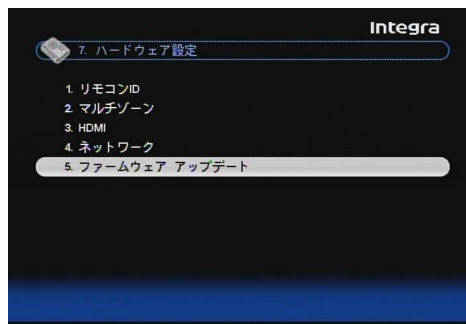 Integra
7. ハードウェア設定
1. リモコンID
2. マルチゾーン
3. HDMI
4. ネットワーク
5. ファームウェア アップデート